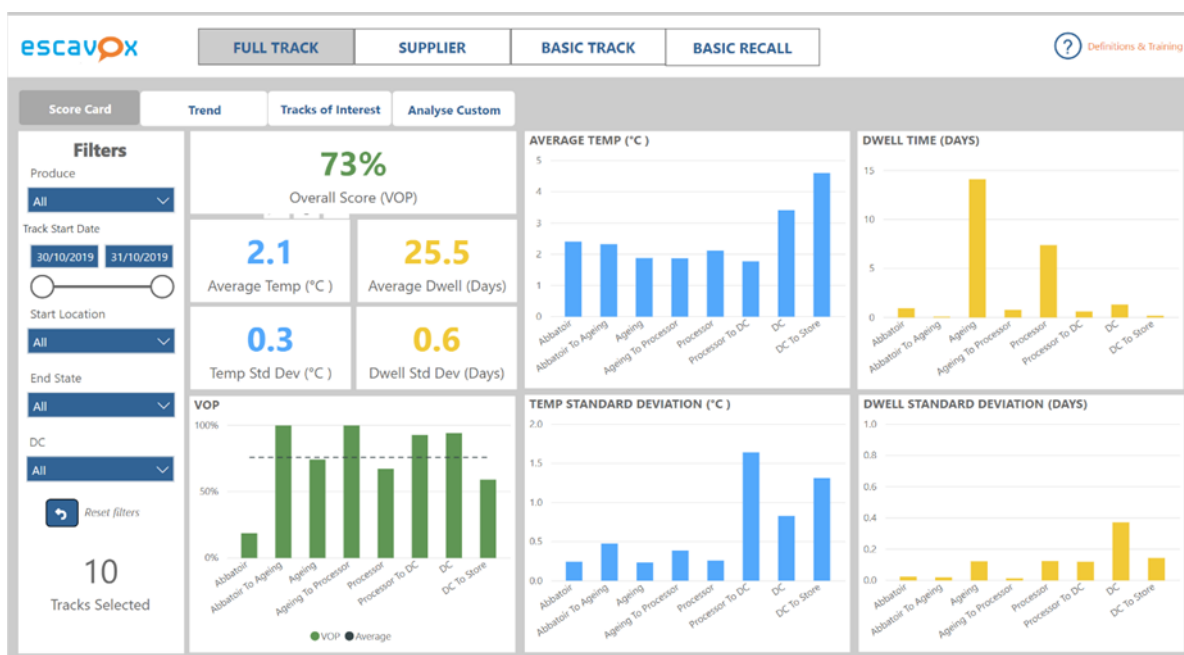 escavox
FULL TRACK
SUPPLIER
BASIC TRACK
BASIC RECALL
?
Definitions & Training
Score Card
Trend
Tracks of Interest
Analyse Custom
Filters
Produce
All
Track Start Date
30/10/2019
31/10/2019
Start Location
All
End State
All
DC
All
Reset filters
10
Tracks Selected
73%
Overall Score (VOP)
2.1
Average Temp (°C )
25.5
Average Dwell (Days)
0.3
Temp Std Dev (°C )
0.6
Dwell Std Dev (Days)
VOP
100%
50%
0%
Abbatoir
Abbatoir To Ageing
Ageing
Ageing To Processor
Processor
Processor To DC
DC
DC To Store
VOP
Average
AVERAGE TEMP (°C )
5
4
3
2
1
0
Abbatoir
Abbatoir To Ageing
Ageing
Ageing To Processor
Processor
Processor To DC
DC
DC To Store
DWELL TIME (DAYS)
15
10
5
0
Abbatoir
Abbatoir To Ageing
Ageing
Ageing To Processor
Processor
Processor To DC
DC
DC To Store
TEMP STANDARD DEVIATION (°C )
2.0
1.5
1.0
0.5
0.0
Abbatoir
Abbatoir To Ageing
Ageing
Ageing To Processor
Processor
Processor To DC
DC
DC To Store
DWELL STANDARD DEVIATION (DAYS)
1.0
0.8
0.6
0.4
0.2
0.0
Abbatoir
Abbatoir To Ageing
Ageing
Ageing To Processor
Processor
Processor To DC
DC
DC To Store